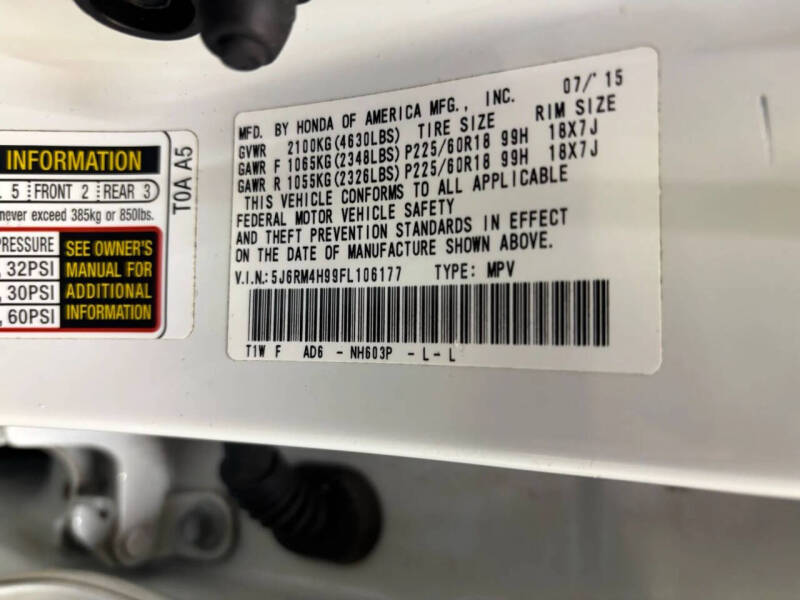 INFORMATION
5 FRONT 2 REAR 3
never exceed 385kg or 850lbs.
PRESSURE
, 32PSI
, 30PSI
, 60PSI
SEE OWNER'S
MANUAL FOR
ADDITIONAL
INFORMATION
T0A A5
MFD. BY HONDA OF AMERICA MFG., INC. 07/'15
GVWR 2100KG(4630LBS) TIRE SIZE RIM SIZE
GAWR F 1065KG(2348LBS) P225/60R18 99H 18X7J
GAWR R 1055KG(2326LBS) P225/60R18 99H 18X7J
THIS VEHICLE CONFORMS TO ALL APPLICABLE
FEDERAL MOTOR VEHICLE SAFETY
AND THEFT PREVENTION STANDARDS IN EFFECT
ON THE DATE OF MANUFACTURE SHOWN ABOVE.
V.I.N.:5J6RM4H99FL106177 TYPE: MPV
T1W F AD6 - NH603P - L - L